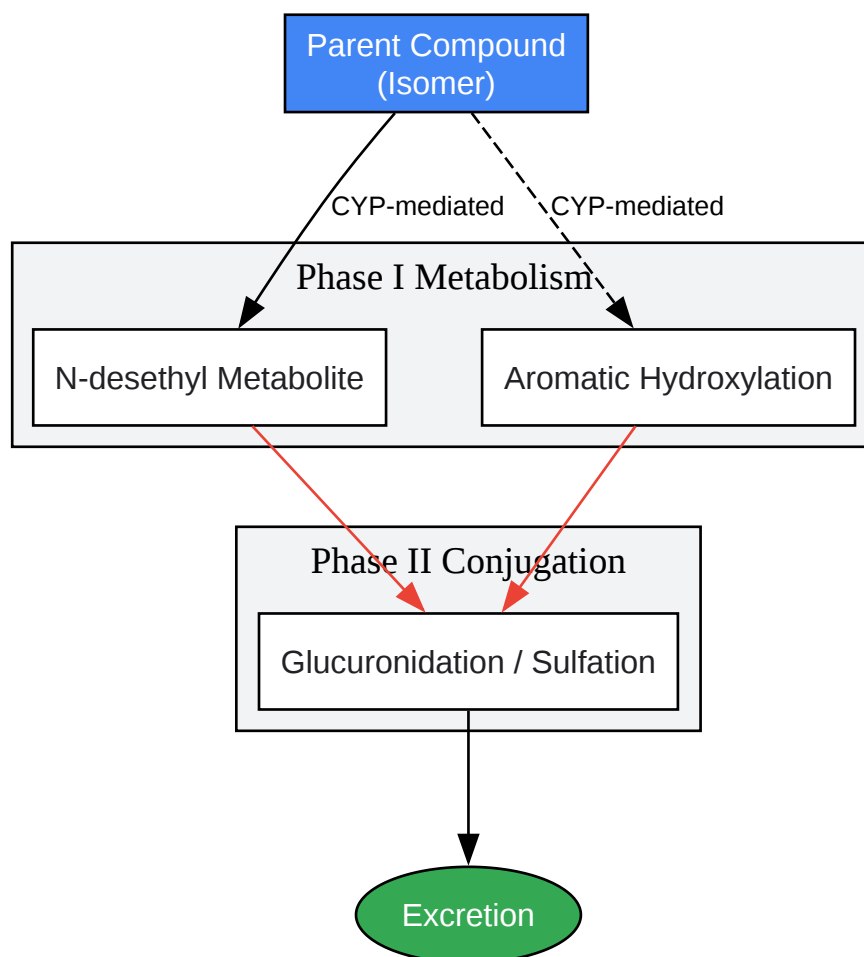 Parent Compound
(Isomer)
CYP-mediated
CYP-mediated
Phase I Metabolism
N-desethyl Metabolite
Aromatic Hydroxylation
Phase II Conjugation
Glucuronidation / Sulfation
Excretion